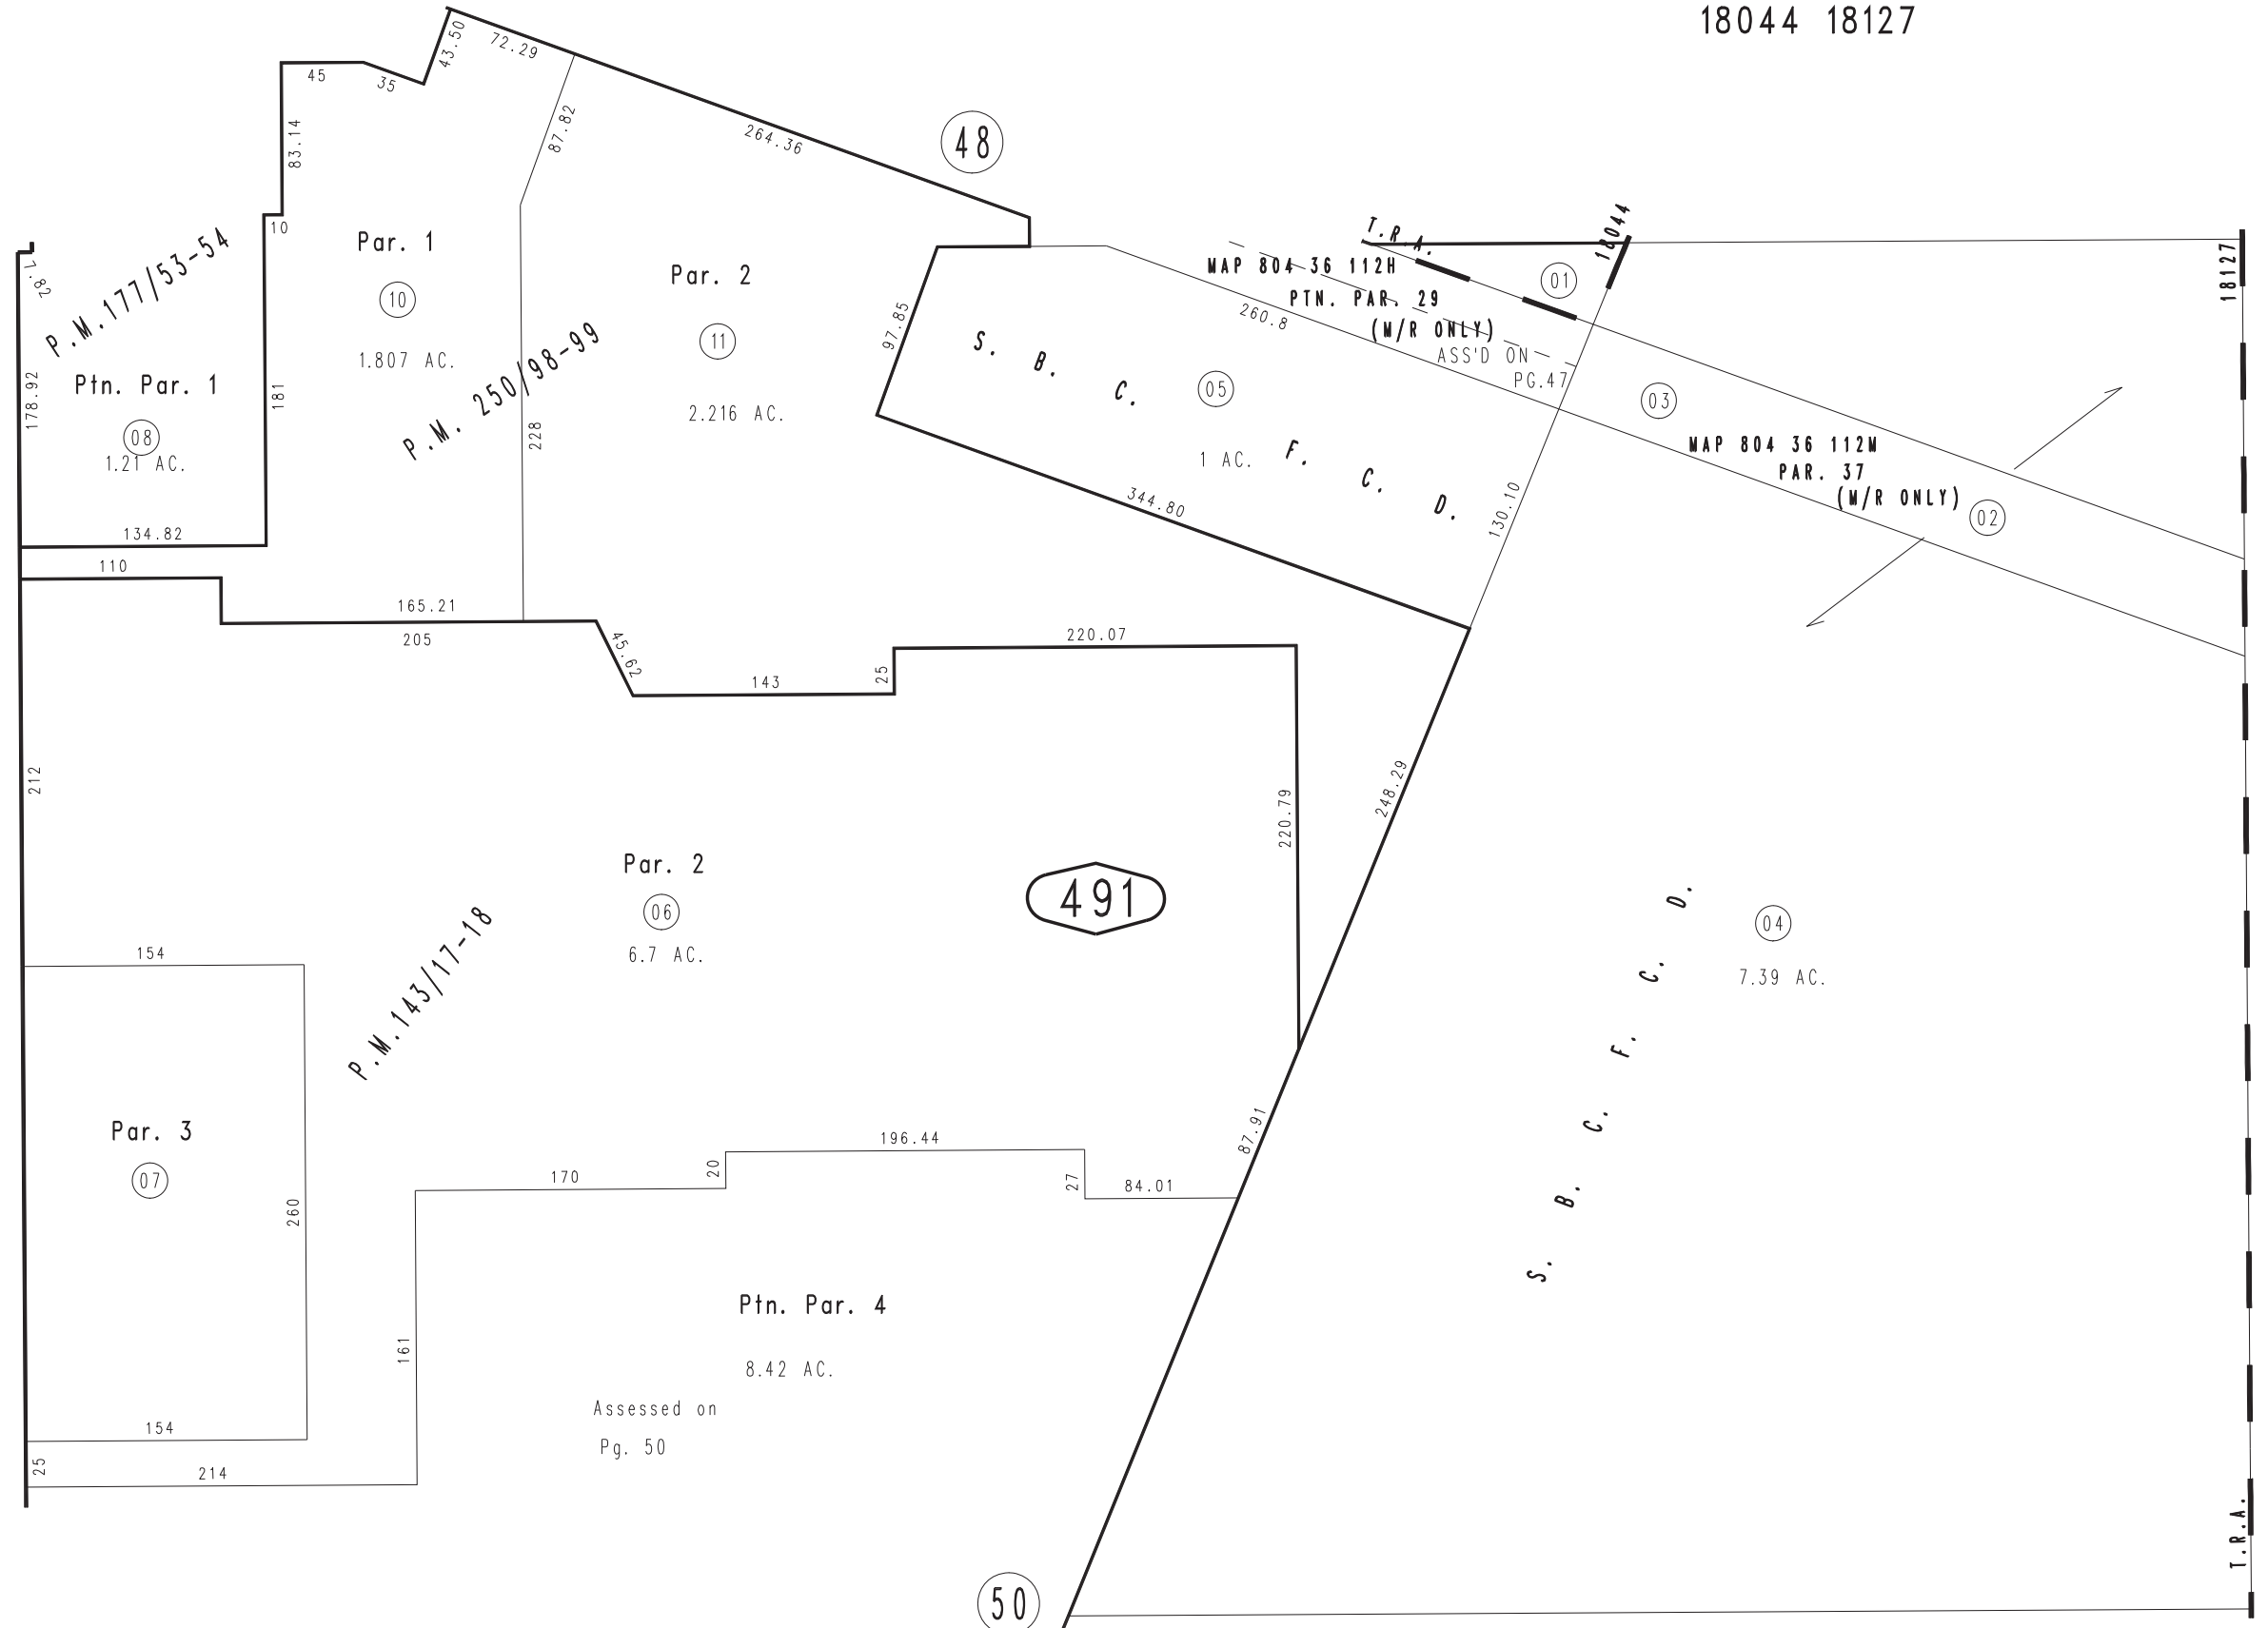 18044 18127
43.50
72.29
45
35
83.14
87.82
264.36
48
10
7.82
P.M.177/53-54
Par. 1
10
1.807 AC.
Par. 2
11
2.216 AC.
P.M. 250/98-99
Ptn. Par. 1
08
1.21 AC.
178.92
181
228
134.82
110
165.21
205
45.62
143
25
220.07
97.85
S. B. C. F. C. D.
05
1 AC.
344.80
260.8
130.10
T.R.A.
18044
01
MAP 804 36 112H
PTN. PAR. 29
(M/R ONLY)
ASS'D ON
PG.47
03
MAP 804 36 112M
PAR. 37
(M/R ONLY)
02
18127
212
Par. 2
06
6.7 AC.
491
220.79
248.29
P.M.143/17-18
154
Par. 3
07
260
154
25
214
161
170
20
196.44
27
84.01
87.91
Ptn. Par. 4
8.42 AC.
Assessed on
Pg. 50
S. B. C. F. C. D.
04
7.39 AC.
T.R.A.
50